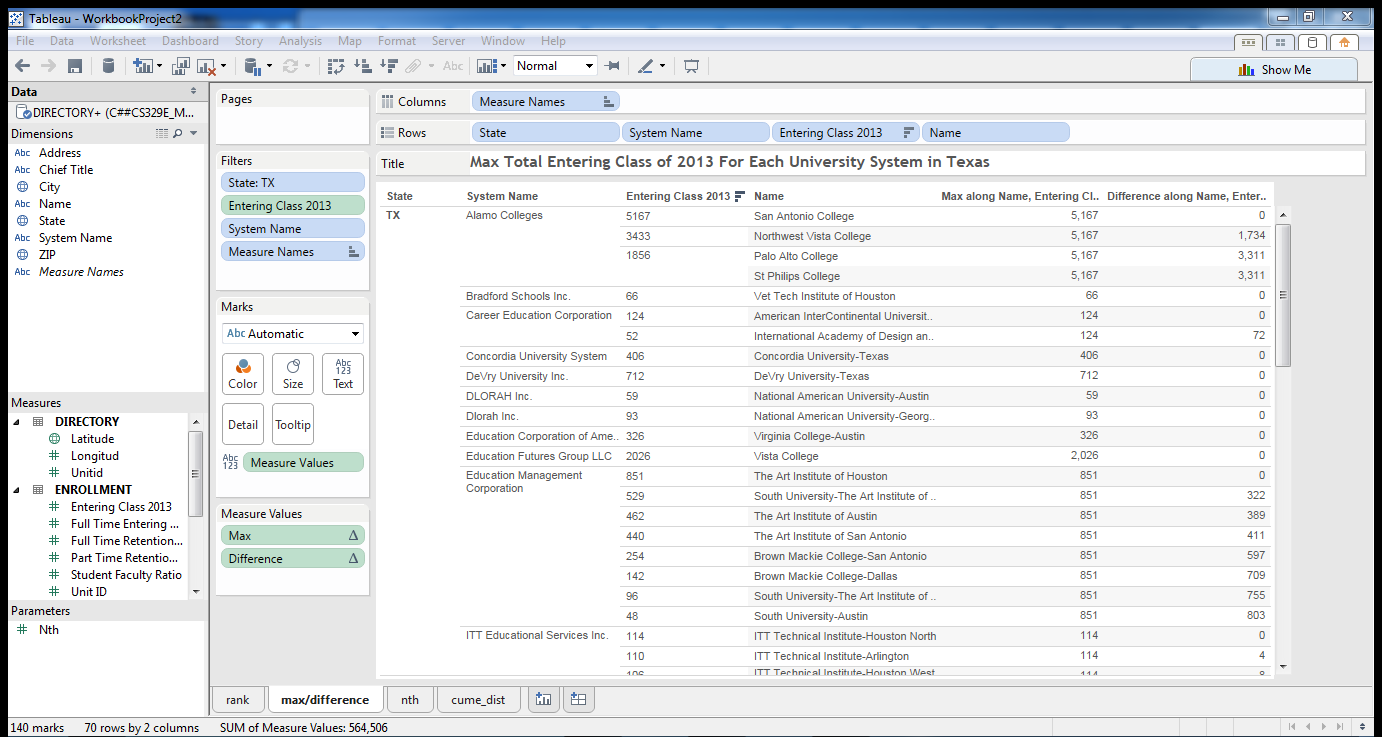 Tableau - WorkbookProject2
File Data Worksheet Dashboard Story Analysis Map Format Server Window Help
Abc Normal Show Me
Data
DIRECTORY+ (C##CS329E_M...
Dimensions
Abc Address
Abc Chief Title
City
Abc Name
State
Abc System Name
ZIP
Abc Measure Names
Measures
DIRECTORY
Latitude
Longitud
Unitid
ENROLLMENT
Entering Class 2013
Full Time Entering ...
Full Time Retention...
Part Time Retentio...
Student Faculty Ratio
Unit ID
Parameters
Nth
Pages
Filters
State: TX
Entering Class 2013
System Name
Measure Names
Marks
Abc Automatic
Color Size Abc 123 Text
Detail Tooltip
Abc 123 Measure Values
Measure Values
Max Δ
Difference Δ
Columns Measure Names
Rows State System Name Entering Class 2013 Name
Title Max Total Entering Class of 2013 For Each University System in Texas
State System Name Entering Class 2013 Name Max along Name, Entering Cl.. Difference along Name, Enter..
TX Alamo Colleges 5167 San Antonio College 5,167 0
3433 Northwest Vista College 5,167 1,734
1856 Palo Alto College 5,167 3,311
St Philips College 5,167 3,311
Bradford Schools Inc. 66 Vet Tech Institute of Houston 66 0
Career Education Corporation 124 American InterContinental Universit.. 124 0
52 International Academy of Design an.. 124 72
Concordia University System 406 Concordia University-Texas 406 0
DeVry University Inc. 712 DeVry University-Texas 712 0
DLORAH Inc. 59 National American University-Austin 59 0
Dlorah Inc. 93 National American University-Georg.. 93 0
Education Corporation of Ame.. 326 Virginia College-Austin 326 0
Education Futures Group LLC 2026 Vista College 2,026 0
Education Management Corporation 851 The Art Institute of Houston 851 0
529 South University-The Art Institute of .. 851 322
462 The Art Institute of Austin 851 389
440 The Art Institute of San Antonio 851 411
254 Brown Mackie College-San Antonio 851 597
142 Brown Mackie College-Dallas 851 709
96 South University-The Art Institute of .. 851 755
48 South University-Austin 851 803
ITT Educational Services Inc. 114 ITT Technical Institute-Houston North 114 0
110 ITT Technical Institute-Arlington 114 4
106 ITT Technical Institute-Houston West 114 8
rank max/difference nth cume_dist
140 marks 70 rows by 2 columns SUM of Measure Values: 564,506